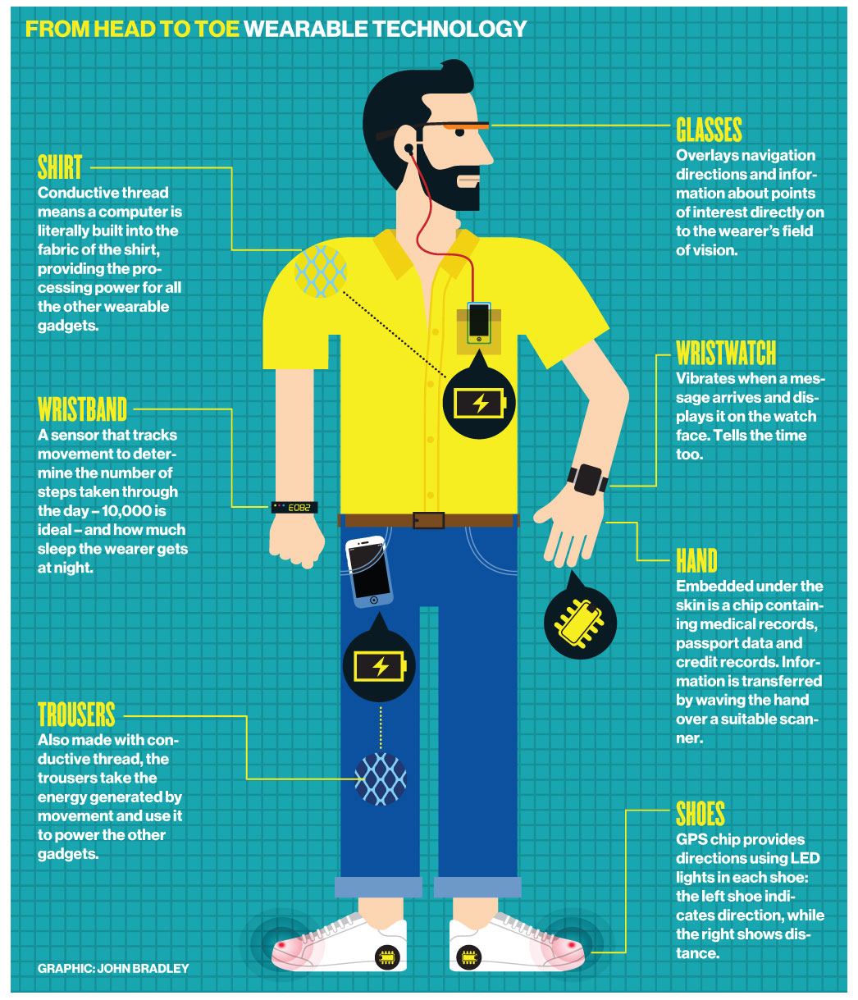 FROM HEAD TO TOE WEARABLE TECHNOLOGY
SHIRT
Conductive thread
means a computer is
literally built into the
fabric of the shirt,
providing the pro-
cessing power for all
the other wearable
gadgets.
WRISTBAND
A sensor that tracks
movement to deter-
mine the number of
steps taken through
the day – 10,000 is
ideal – and how much
sleep the wearer gets
at night.
TROUSERS
Also made with con-
ductive thread, the
trousers take the
energy generated by
movement and use it
to power the other
gadgets.
GLASSES
Overlays navigation
directions and infor-
mation about points
of interest directly on
to the wearer's field
of vision.
WRISTWATCH
Vibrates when a mes-
sage arrives and dis-
plays it on the watch
face. Tells the time
too.
HAND
Embedded under the
skin is a chip contain-
ing medical records,
passport data and
credit records. Infor-
mation is transferred
by waving the hand
over a suitable scan-
ner.
SHOES
GPS chip provides
directions using LED
lights in each shoe:
the left shoe indi-
cates direction, while
the right shows dis-
tance.
GRAPHIC: JOHN BRADLEY